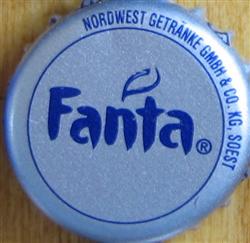 NORDWEST GETRÄNKE GMBH & CO. KG, SOEST
Fanta®